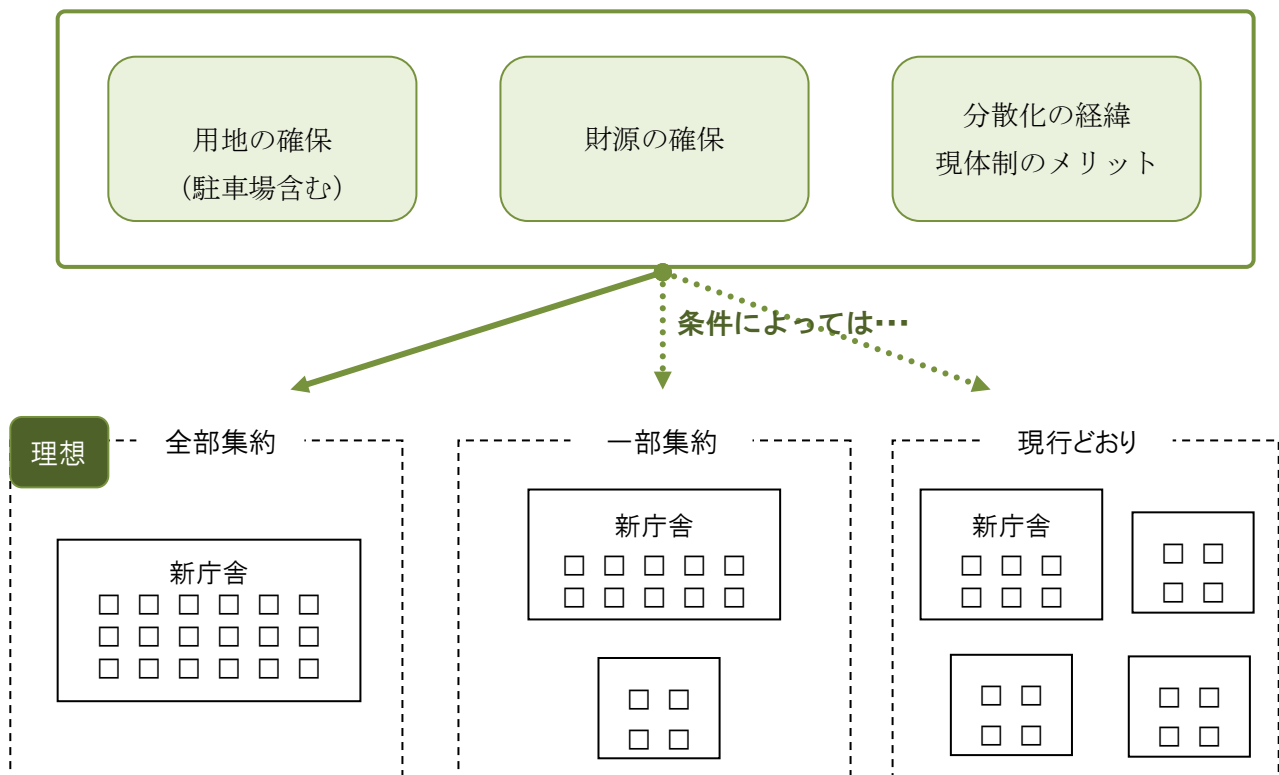 用地の確保
(駐車場含む)
財源の確保
分散化の経緯
現体制のメリット
条件によっては・・・
理想
全部集約
新庁舎
一部集約
新庁舎
現行どおり
新庁舎